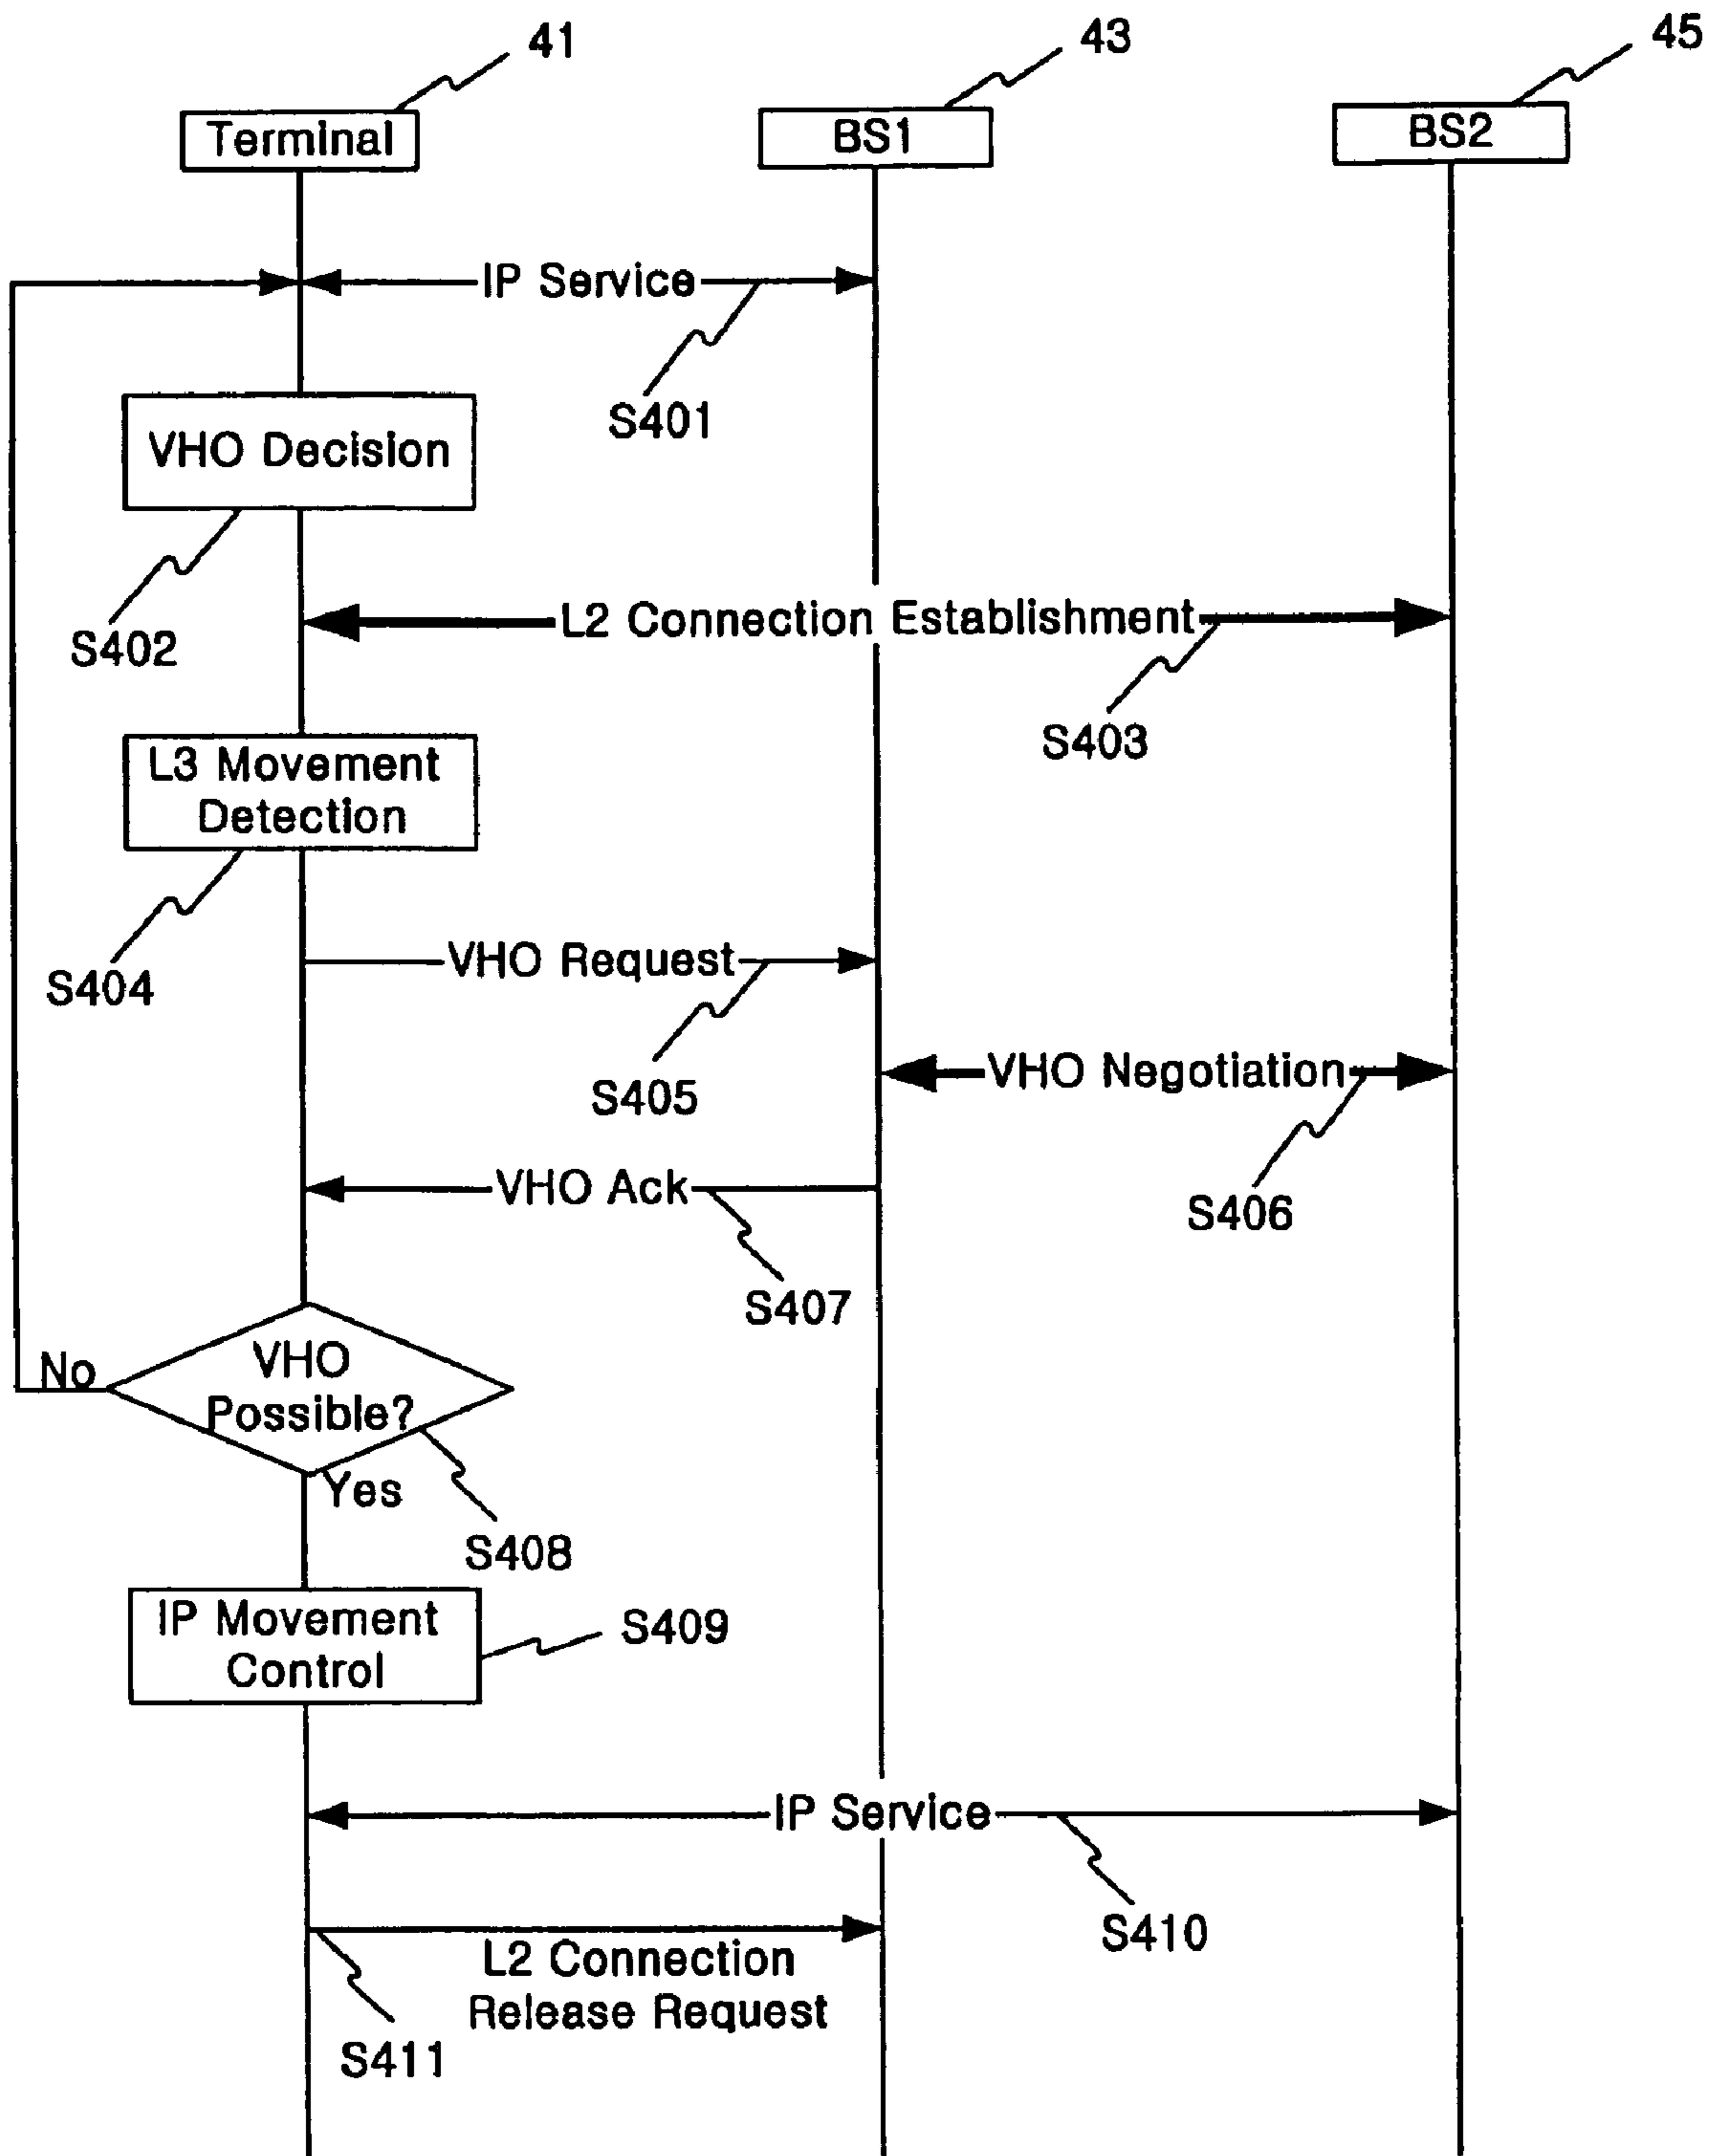 41
43
45
Terminal
BS1
BS2
IP Service
S401
VHO Decision
S402
L2 Connection Establishment
S403
L3 Movement
Detection
S404
VHO Request
S405
VHO Negotiation
S406
VHO Ack
S407
VHO
Possible?
No
Yes
S408
IP Movement
Control
S409
IP Service
S410
L2 Connection
Release Request
S411